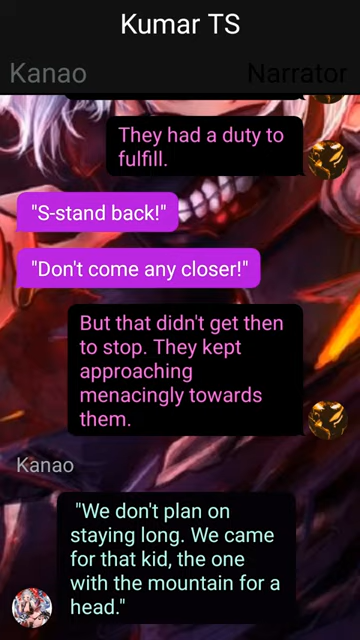 Kumar TS
Kanao
Narrator
They had a duty to
fulfill.
"S-stand back!"
"Don't come any closer!"
But that didn't get then
to stop. They kept
approaching
menacingly towards
them.
Kanao
"We don't plan on
staying long. We came
for that kid, the one
with the mountain for a
head."